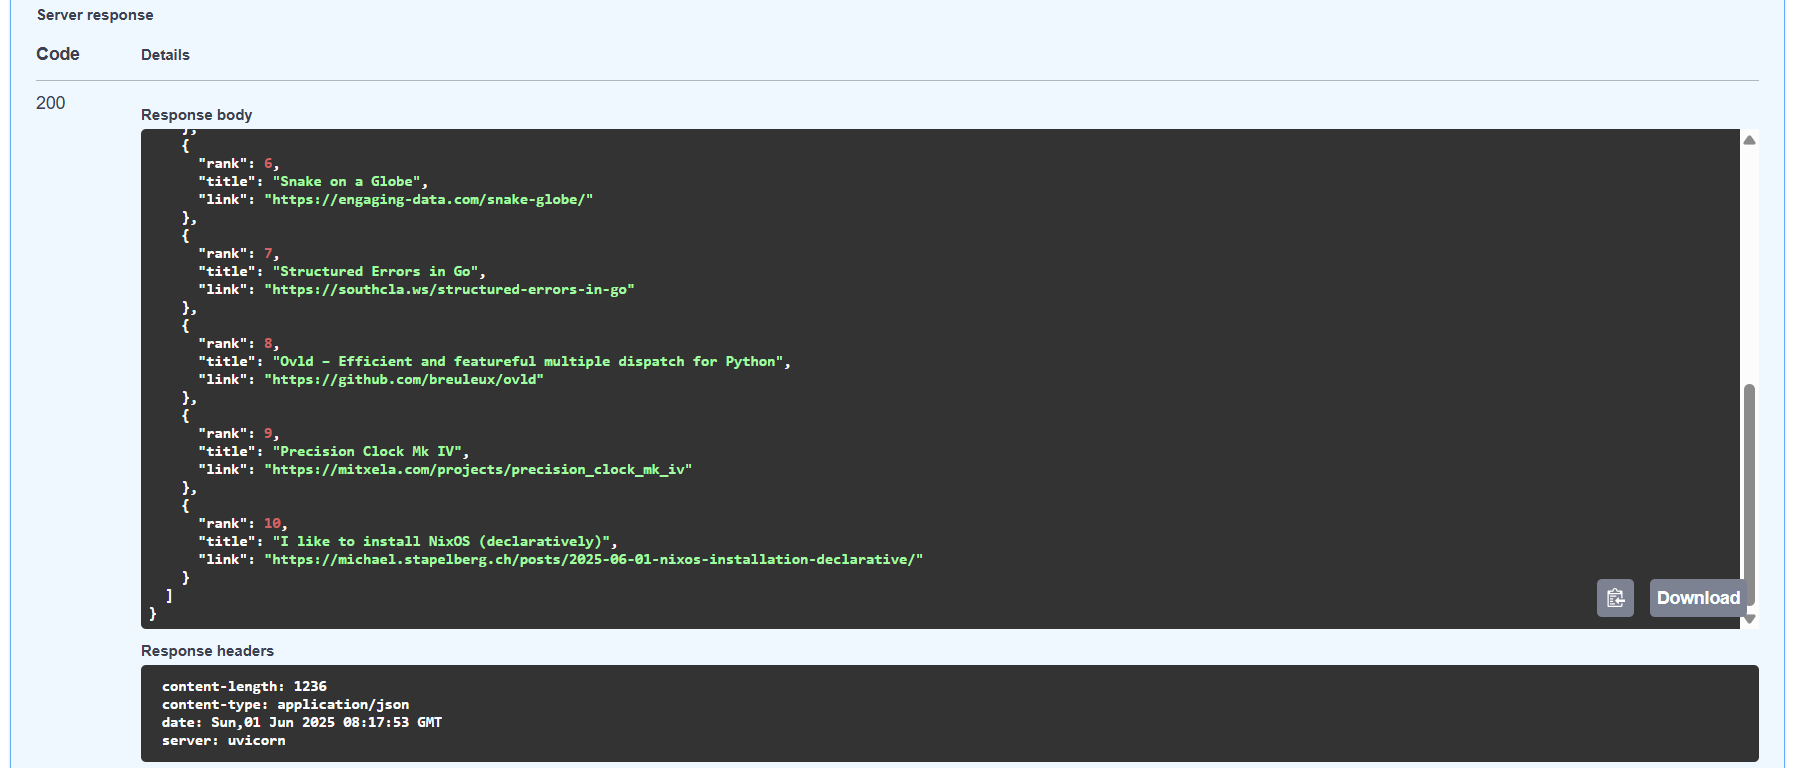 Server response
Code Details
200
Response body
},
{
"rank": 6,
"title": "Snake on a Globe",
"link": "https://engaging-data.com/snake-globe/"
},
{
"rank": 7,
"title": "Structured Errors in Go",
"link": "https://southcla.ws/structured-errors-in-go"
},
{
"rank": 8,
"title": "Ovld – Efficient and featureful multiple dispatch for Python",
"link": "https://github.com/breuleux/ovld"
},
{
"rank": 9,
"title": "Precision Clock Mk IV",
"link": "https://mitxela.com/projects/precision_clock_mk_iv"
},
{
"rank": 10,
"title": "I like to install NixOS (declaratively)",
"link": "https://michael.stapelberg.ch/posts/2025-06-01-nixos-installation-declarative/"
}
]
}
Download
Response headers
content-length: 1236
content-type: application/json
date: Sun,01 Jun 2025 08:17:53 GMT
server: uvicorn